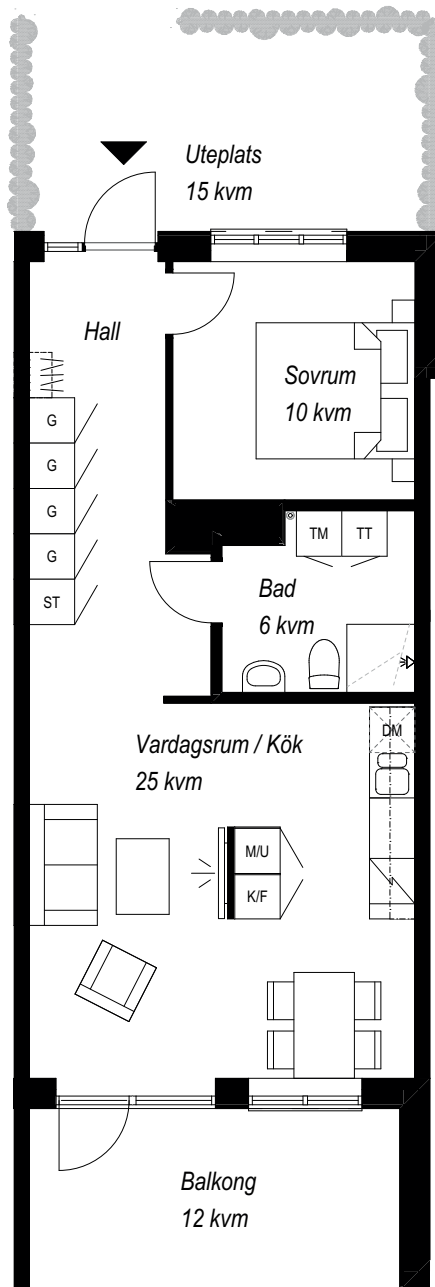 Uteplats
15 kvm
Hall
Sovrum
10 kvm
G
G
G
G
ST
TM TT
Bad
6 kvm
Vardagsrum / Kök
25 kvm
DM
M/U
K/F
Balkong
12 kvm